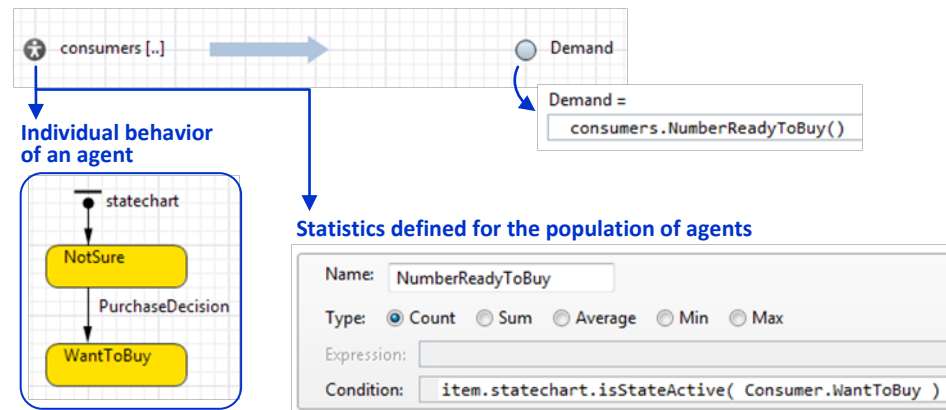 consumers [..]
Demand
Demand =
consumers.NumberReadyToBuy()
Individual behavior
of an agent
statechart
NotSure
PurchaseDecision
WantToBuy
Statistics defined for the population of agents
Name: NumberReadyToBuy
Type: Count Sum Average Min Max
Expression:
Condition: item.statechart.isStateActive( Consumer.WantToBuy )